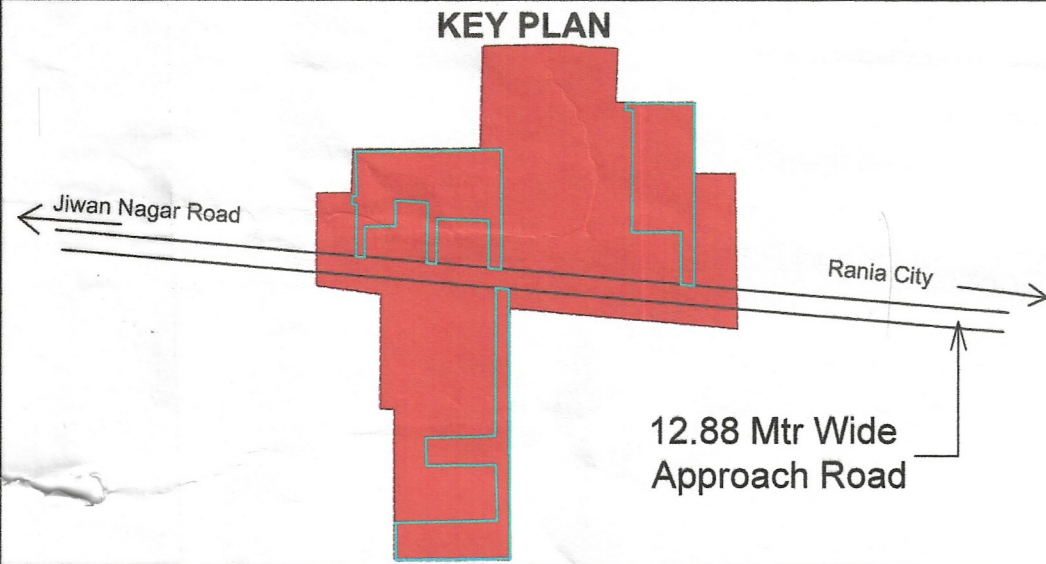 KEY PLAN
Jiwan Nagar Road
Rania City
12.88 Mtr Wide
Approach Road